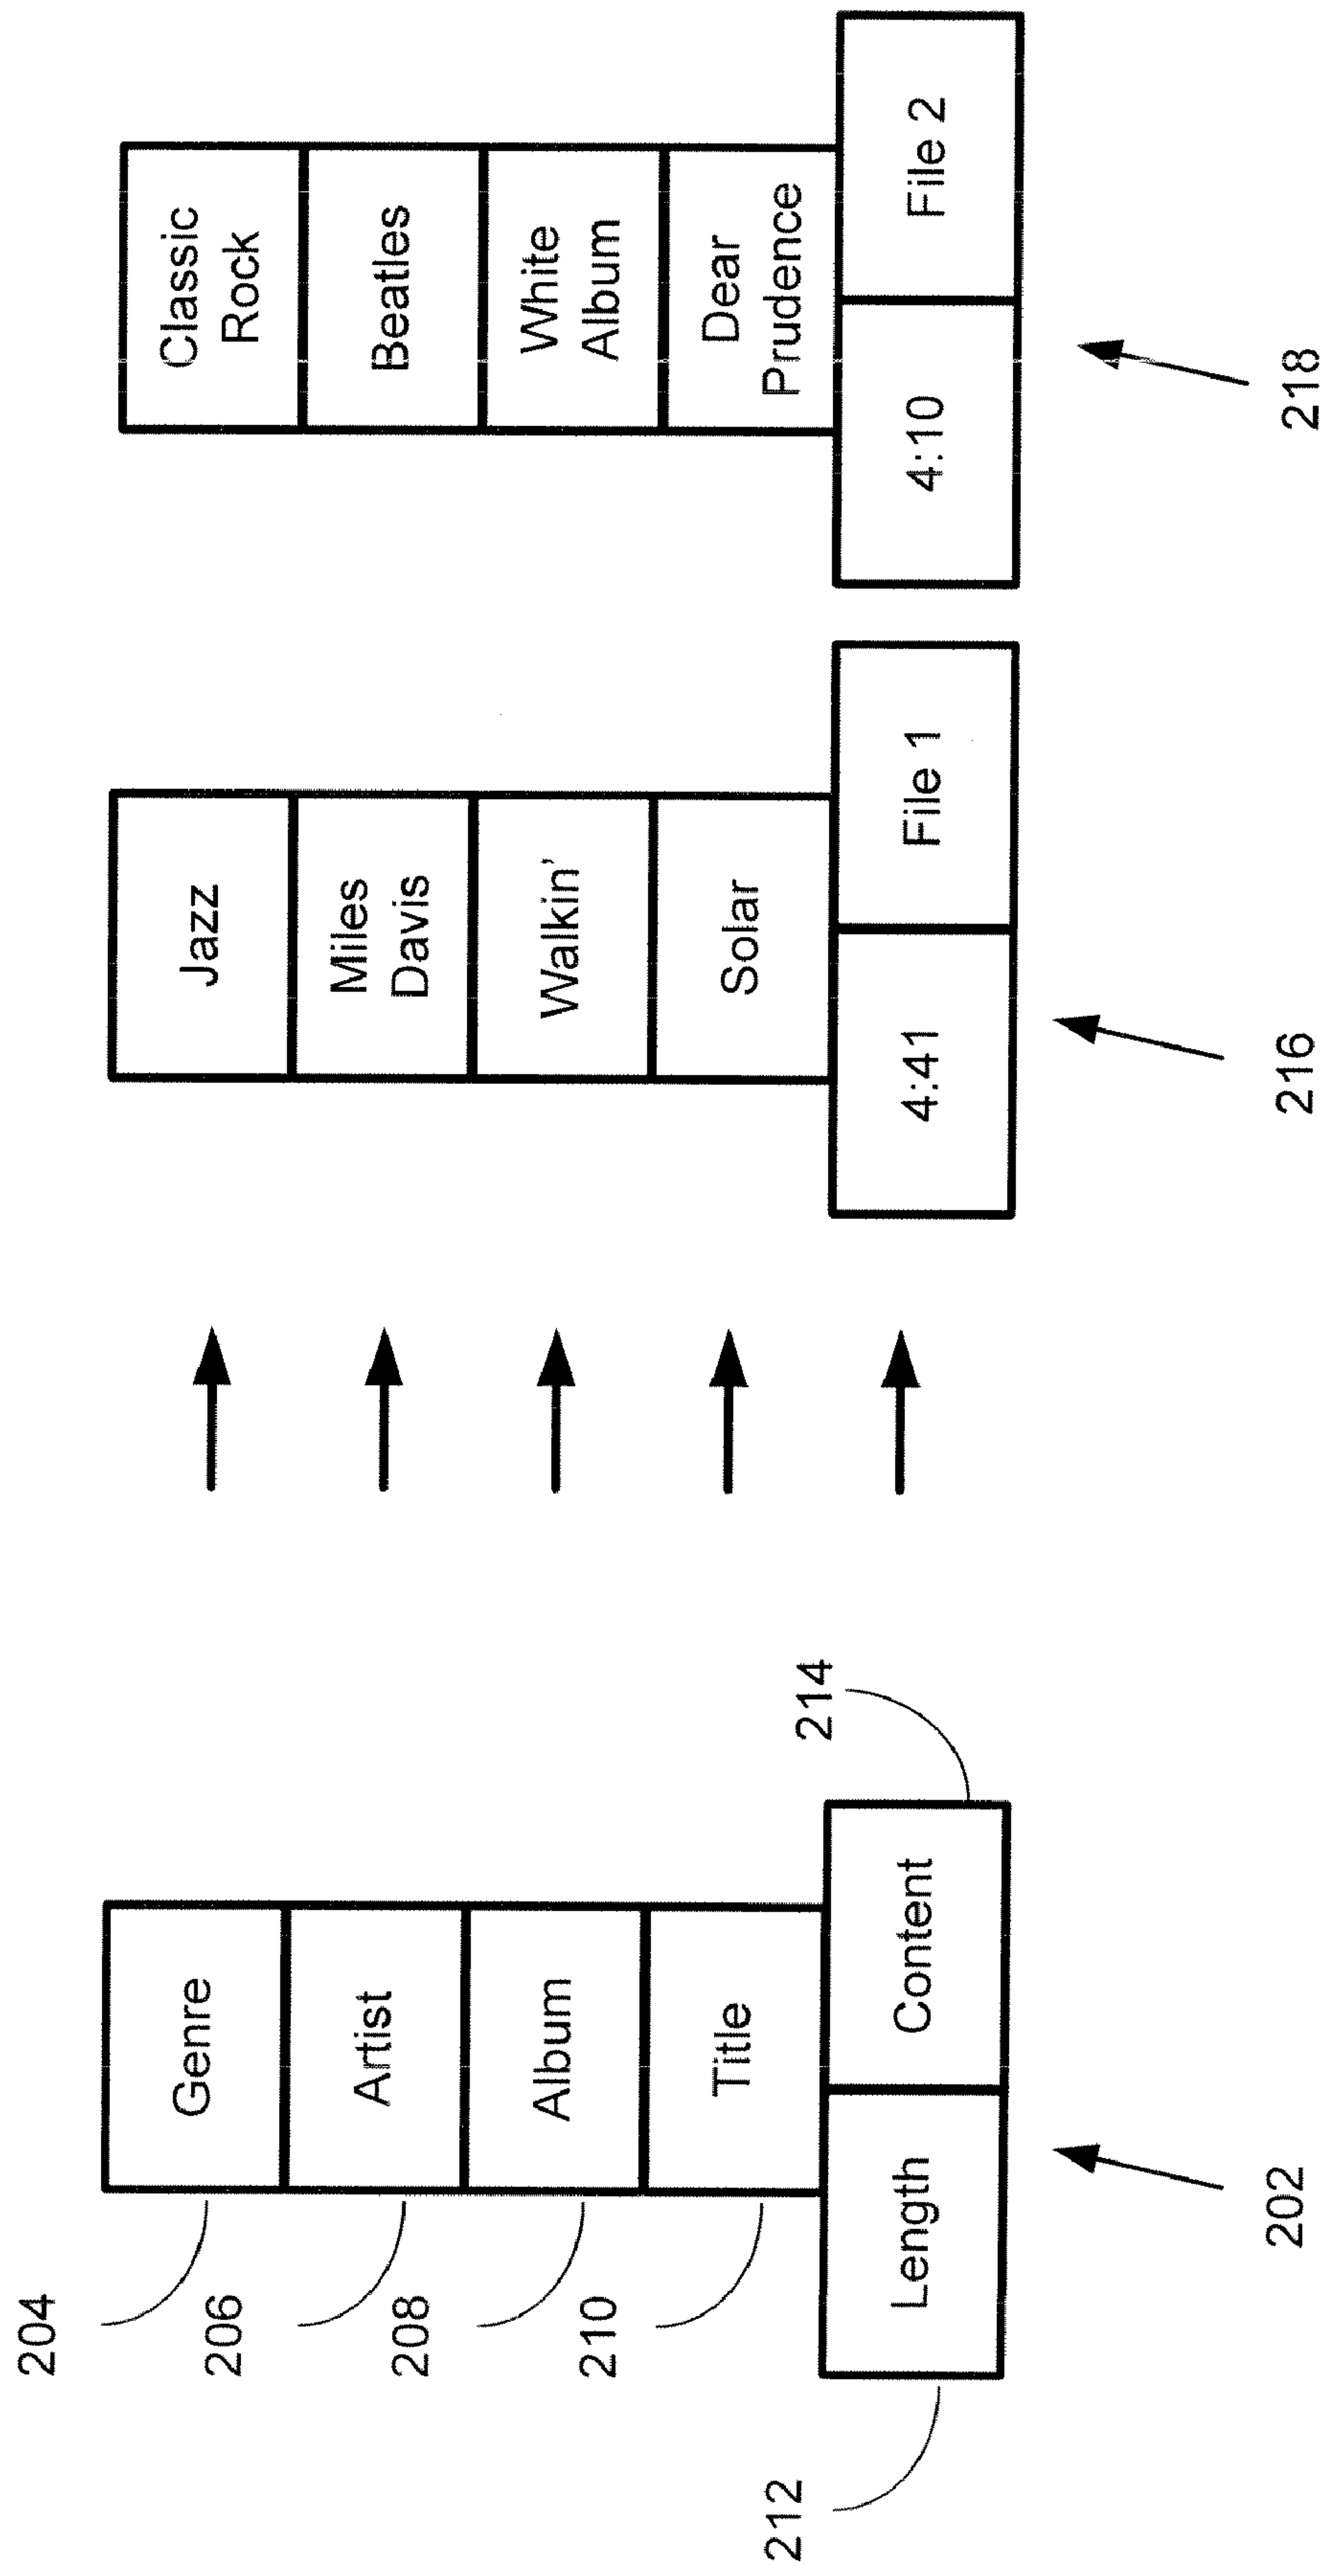 204
Genre
206
Artist
208
Album
210
Title
212
Length
Content
214
202
Jazz
Miles
Davis
Walkin’
Solar
4:41
File 1
216
Classic
Rock
Beatles
White
Album
Dear
Prudence
4:10
File 2
218